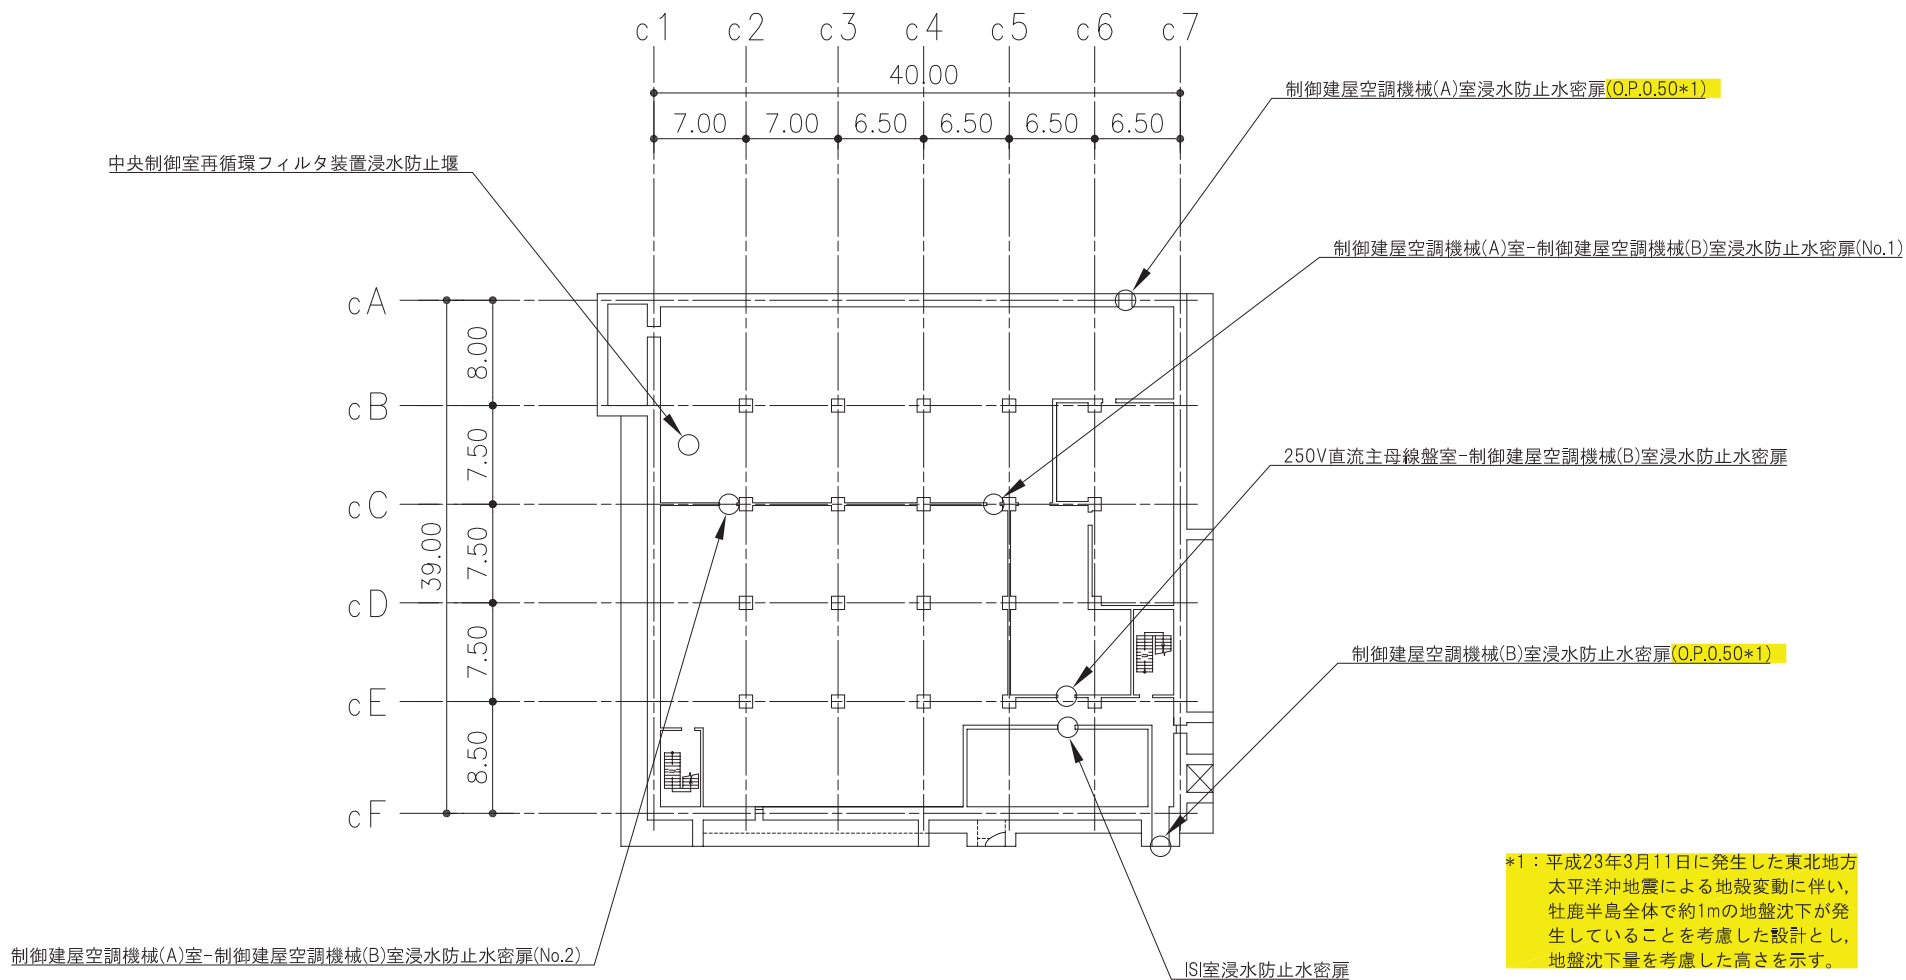 c1 c2 c3 c4 c5 c6 c7
40.00
7.00 7.00 6.50 6.50 6.50 6.50
制御建屋空調機械(A)室浸水防止水密扉(O.P.0.50*1)
中央制御室再循環フィルタ装置浸水防止堰
制御建屋空調機械(A)室-制御建屋空調機械(B)室浸水防止水密扉(No.1)
cA
8.00
cB
7.50
250V直流主母線盤室-制御建屋空調機械(B)室浸水防止水密扉
cC
39.00
7.50
cD
7.50
制御建屋空調機械(B)室浸水防止水密扉(O.P.0.50*1)
cE
8.50
cF
*1:平成23年3月11日に発生した東北地方
太平洋沖地震による地殻変動に伴い,
牡鹿半島全体で約1mの地盤沈下が発
生していることを考慮した設計とし,
地盤沈下量を考慮した高さを示す。
制御建屋空調機械(A)室-制御建屋空調機械(B)室浸水防止水密扉(No.2)
ISI室浸水防止水密扉